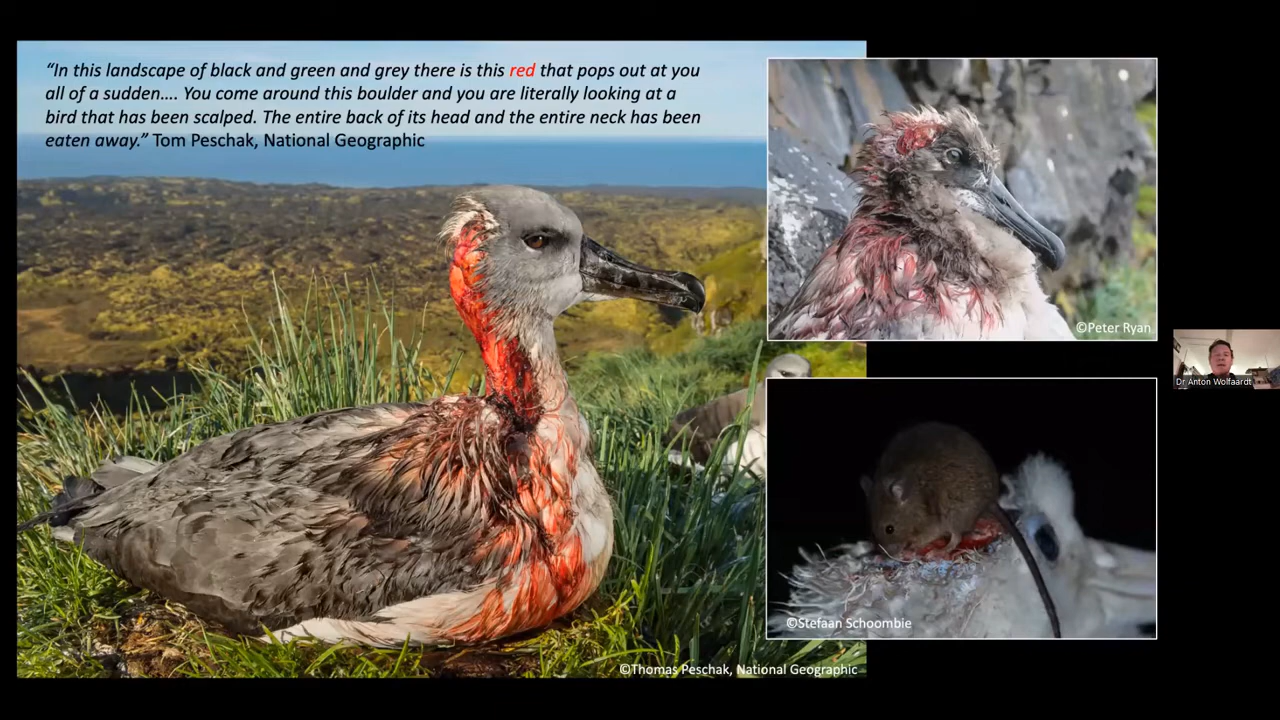 “In this landscape of black and green and grey there is this red that pops out at you
all of a sudden.... You come around this boulder and you are literally looking at a
bird that has been scalped. The entire back of its head and the entire neck has been
eaten away.” Tom Peschak, National Geographic
©Peter Ryan
Dr Anton Wolfaardt
©Stefaan Schoombie
©Thomas Peschak, National Geographic